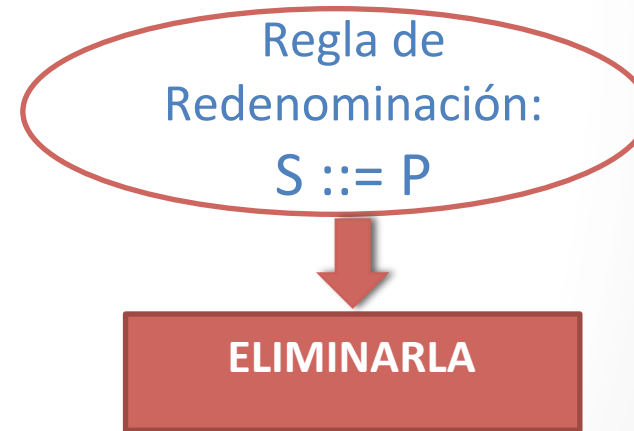 Regla de
Redenominación:
S ::= P
ELIMINARLA